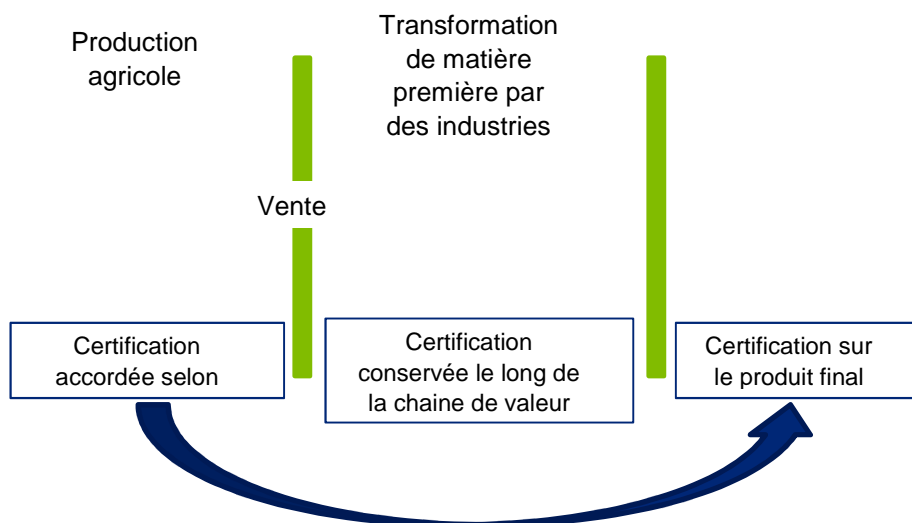 Production
agricole
Transformation
de matière
première par
des industries
Vente
Certification
accordée selon
Certification
conservée le long de
la chaine de valeur
Certification sur
le produit final